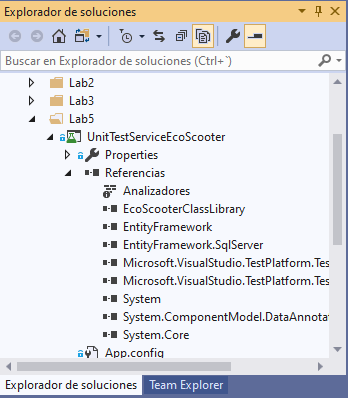 Explorador de soluciones
Buscar en Explorador de soluciones (Ctrl+`)
Lab2
Lab3
Lab5
UnitTestServiceEcoScooter
Properties
Referencias
Analizadores
EcoScooterClassLibrary
EntityFramework
EntityFramework.SqlServer
Microsoft.VisualStudio.TestPlatform.Tes
Microsoft.VisualStudio.TestPlatform.Tes
System
System.ComponentModel.DataAnnota
System.Core
App.config
Explorador de soluciones Team Explorer